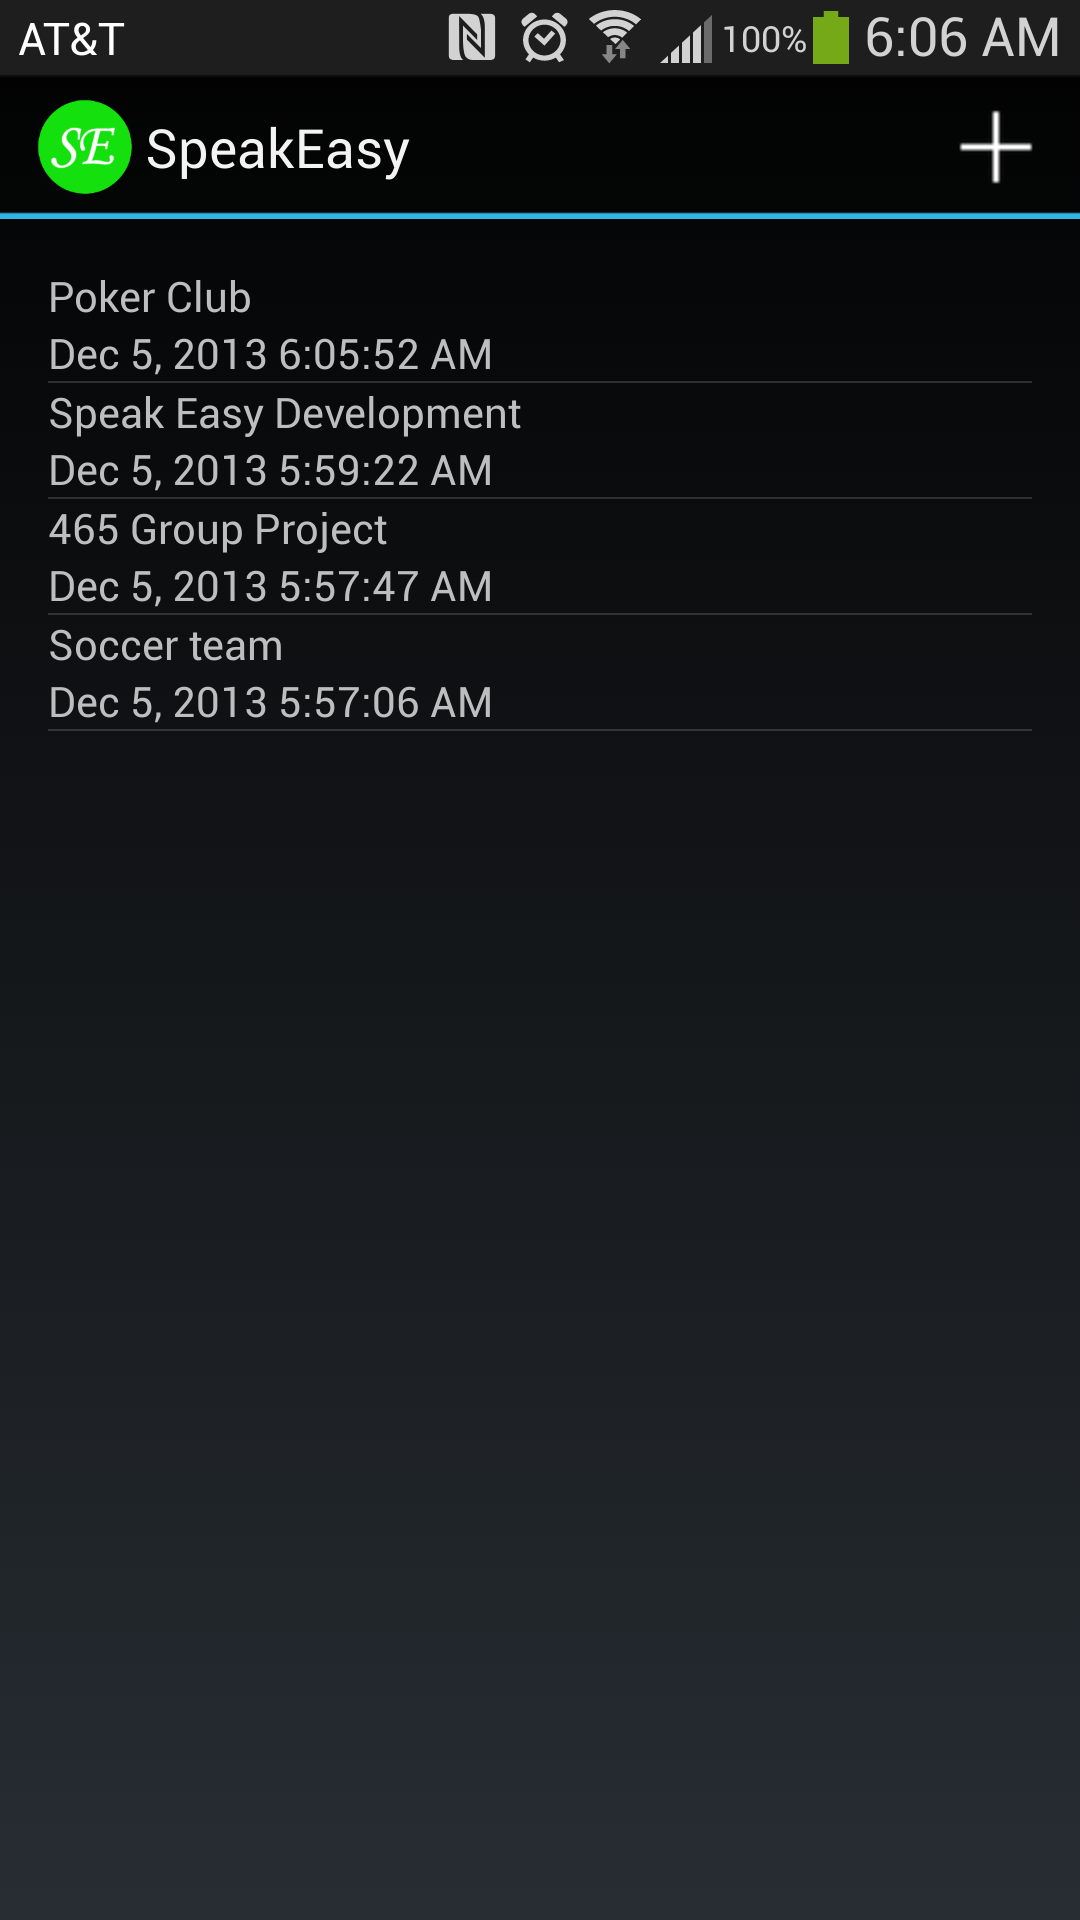 AT&T 100% 6:06 AM
SE SpeakEasy
Poker Club
Dec 5, 2013 6:05:52 AM
Speak Easy Development
Dec 5, 2013 5:59:22 AM
465 Group Project
Dec 5, 2013 5:57:47 AM
Soccer team
Dec 5, 2013 5:57:06 AM